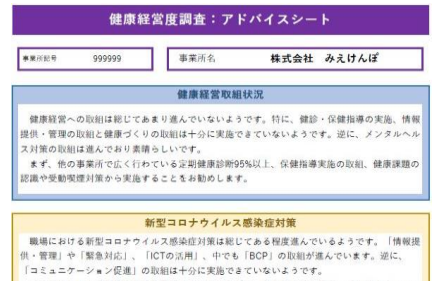 健康経営度調査：アドバイスシート
事業所記号 999999 事業所名 株式会社 みえけんぽ
健康経営取組状況
健康経営への取組は総じてあまり進んでいないようです。特に、健診・保健指導の実施、情報
提供・管理の取組と健康づくりの取組は十分に実施できていないようです。逆に、メンタルヘル
ス対策の取組は進んでおり素晴らしいです。
まず、他の事業所で広く行わている定期健康診断95%以上、保健指導実施の取組、健康課題の
認識や受動喫煙対策から実施することをお勧めします。
新型コロナウイルス感染症対策
職場における新型コロナウイルス感染症対策は総じてある程度進んでいるようです。「情報提
供・管理」や「緊急対応」、「ICTの活用」、中でも「BCP」の取組が進んでいます。逆に、
「コミュニケーション促進」の取組は十分に実施できていないようです。